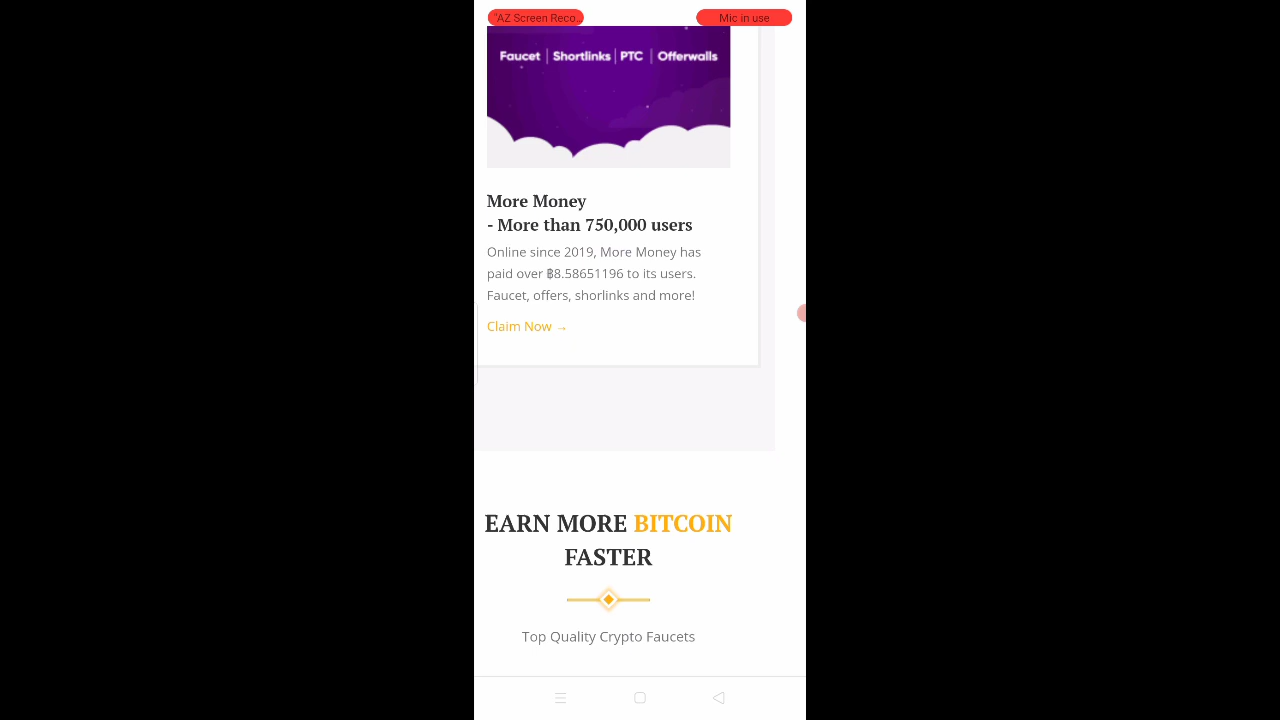 "AZ Screen Reco..
Mic in use
Faucet | Shortlinks | PTC | Offerwalls
More Money
- More than 750,000 users
Online since 2019, More Money has
paid over ฿8.58651196 to its users.
Faucet, offers, shorlinks and more!
Claim Now →
EARN MORE BITCOIN
FASTER
Top Quality Crypto Faucets